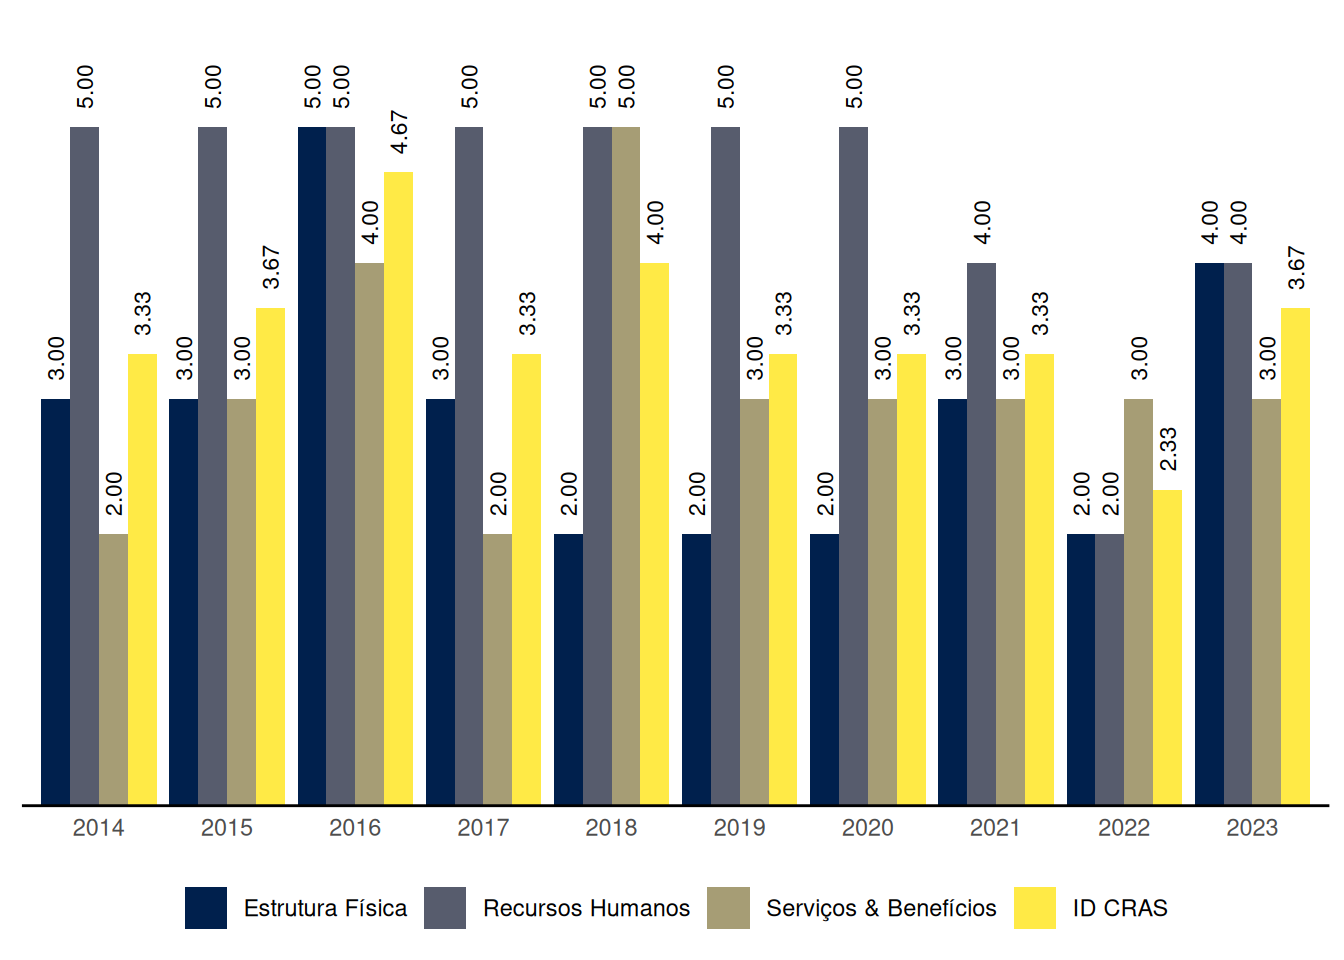 3.00 5.00 2.00 3.33
3.00 5.00 3.00 3.67
5.00 5.00 4.00 4.67
3.00 5.00 2.00 3.33
2.00 5.00 5.00 4.00
2.00 5.00 3.00 3.33
2.00 5.00 3.00 3.33
3.00 4.00 3.00 3.33
2.00 2.00 3.00 2.33
4.00 4.00 3.00 3.67
2014 2015 2016 2017 2018 2019 2020 2021 2022 2023
Estrutura Física Recursos Humanos Serviços & Benefícios ID CRAS